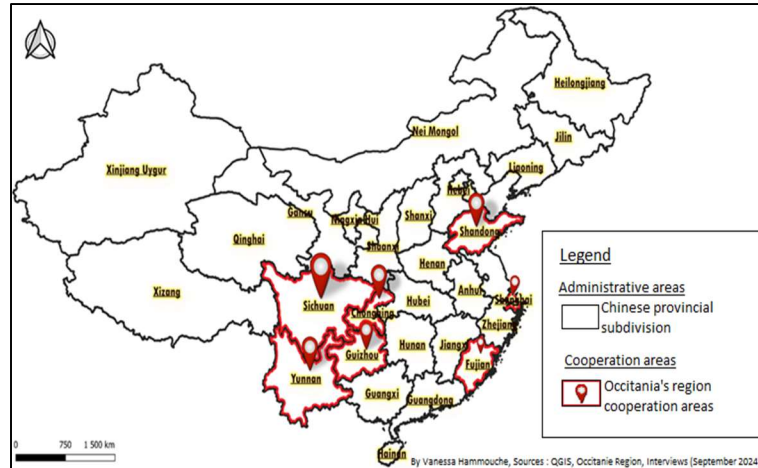 Heilongjiang
Jilin
Nei Mongol
Liaoning
Xinjiang Uygur
Hebei
Gansu
Ningxia Hui
Shanxi
Shandong
Qinghai
Shaanxi
Henan
Xizang
Sichuan
Chongqing
Hubei
Anhui
Shanghai
Zhejiang
Guizhou
Hunan
Jiangxi
Fujian
Yunnan
Guangxi
Guangdong
Hainan
Legend
Administrative areas
Chinese provincial
subdivision
Cooperation areas
Occitania's region
cooperation areas
0 750 1 500 km
By Vanessa Hammouche, Sources : QGIS, Occitanie Region, Interviews (September 2024